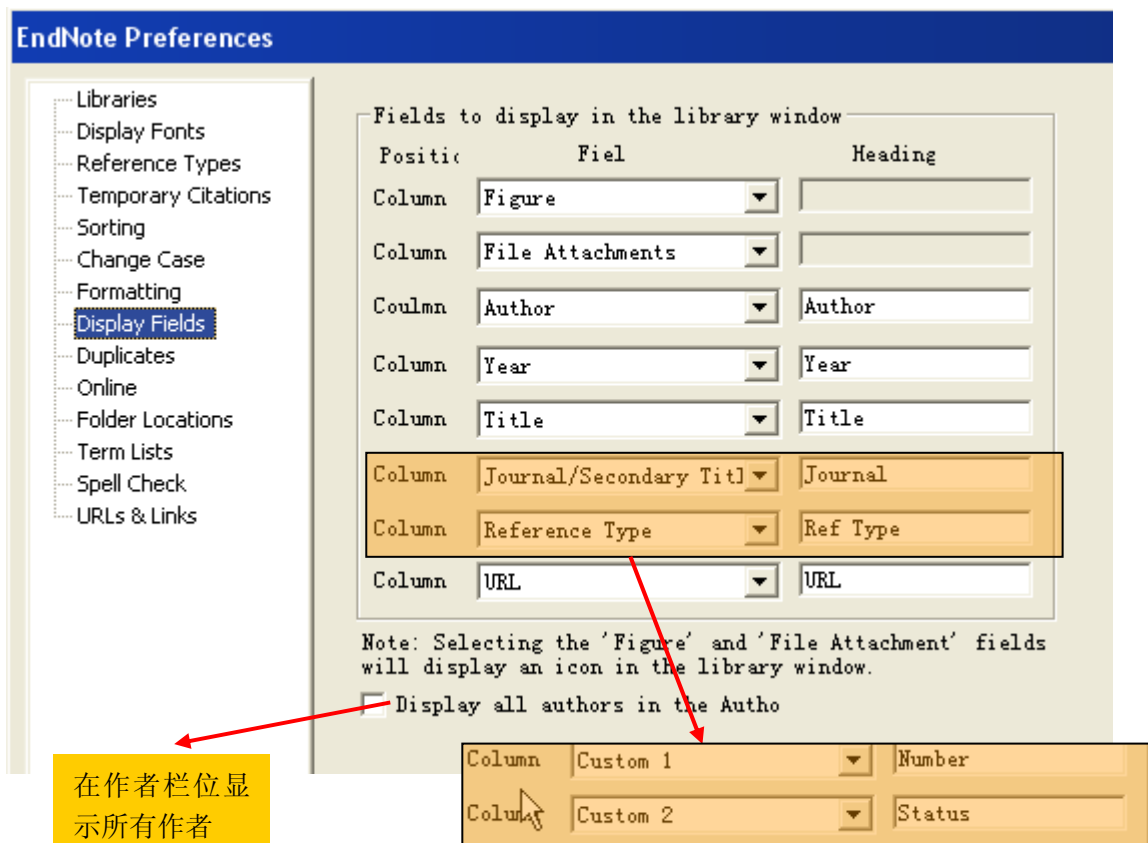 EndNote Preferences
Libraries
Display Fonts
Reference Types
Temporary Citations
Sorting
Change Case
Formatting
Display Fields
Duplicates
Online
Folder Locations
Term Lists
Spell Check
URLs & Links
Fields to display in the library window
Positic Fiel Heading
Column Figure
Column File Attachments
Coulmn Author Author
Column Year Year
Column Title Title
Column Journal/Secondary Titl Journal
Column Reference Type Ref Type
Column URL URL
Note: Selecting the 'Figure' and 'File Attachment' fields
will display an icon in the library window.
Display all authors in the Autho
在作者栏位显
示所有作者
Column Custom 1 Number
Column Custom 2 Status